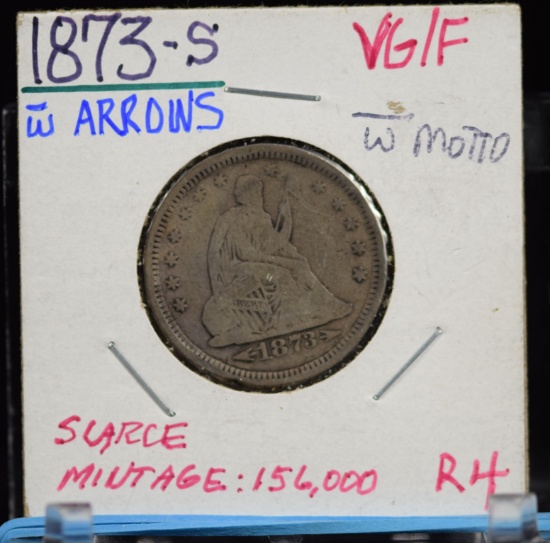 1873-S
VG/F
w̄ ARROWS
w̄ MOTTO
1873
SCARCE
MINTAGE: 156,000
R4